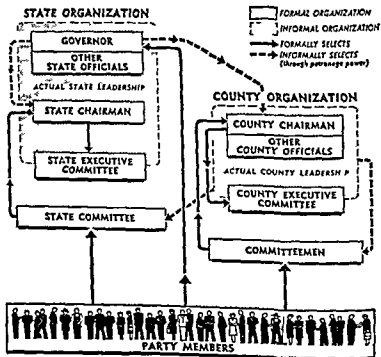 STATE ORGANIZATION
GOVERNOR
OTHER
STATE OFFICIALS
ACTUAL STATE LEADERSHIP
STATE CHAIRMAN
STATE EXECUTIVE
COMMITTEE
STATE COMMITTEE
FORMAL ORGANIZATION
INFORMAL ORGANIZATION
FORMALLY SELECTS
INFORMALLY SELECTS
(through patronage power)
COUNTY ORGANIZATION
COUNTY CHAIRMAN
OTHER
COUNTY OFFICIALS
ACTUAL COUNTY LEADERSH P
COUNTY EXECUTIVE
COMMITTEE
COMMITTEEMEN
PARTY MEMBERS